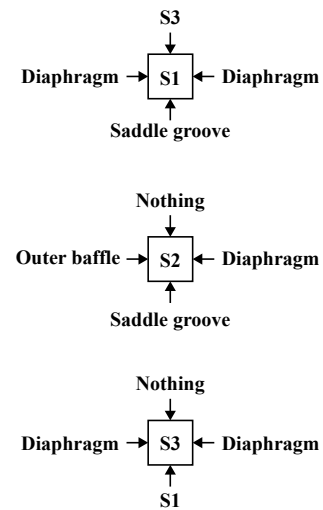 S3
Diaphragm S1 Diaphragm
Saddle groove
Nothing
Outer baffle S2 Diaphragm
Saddle groove
Nothing
Diaphragm S3 Diaphragm
S1